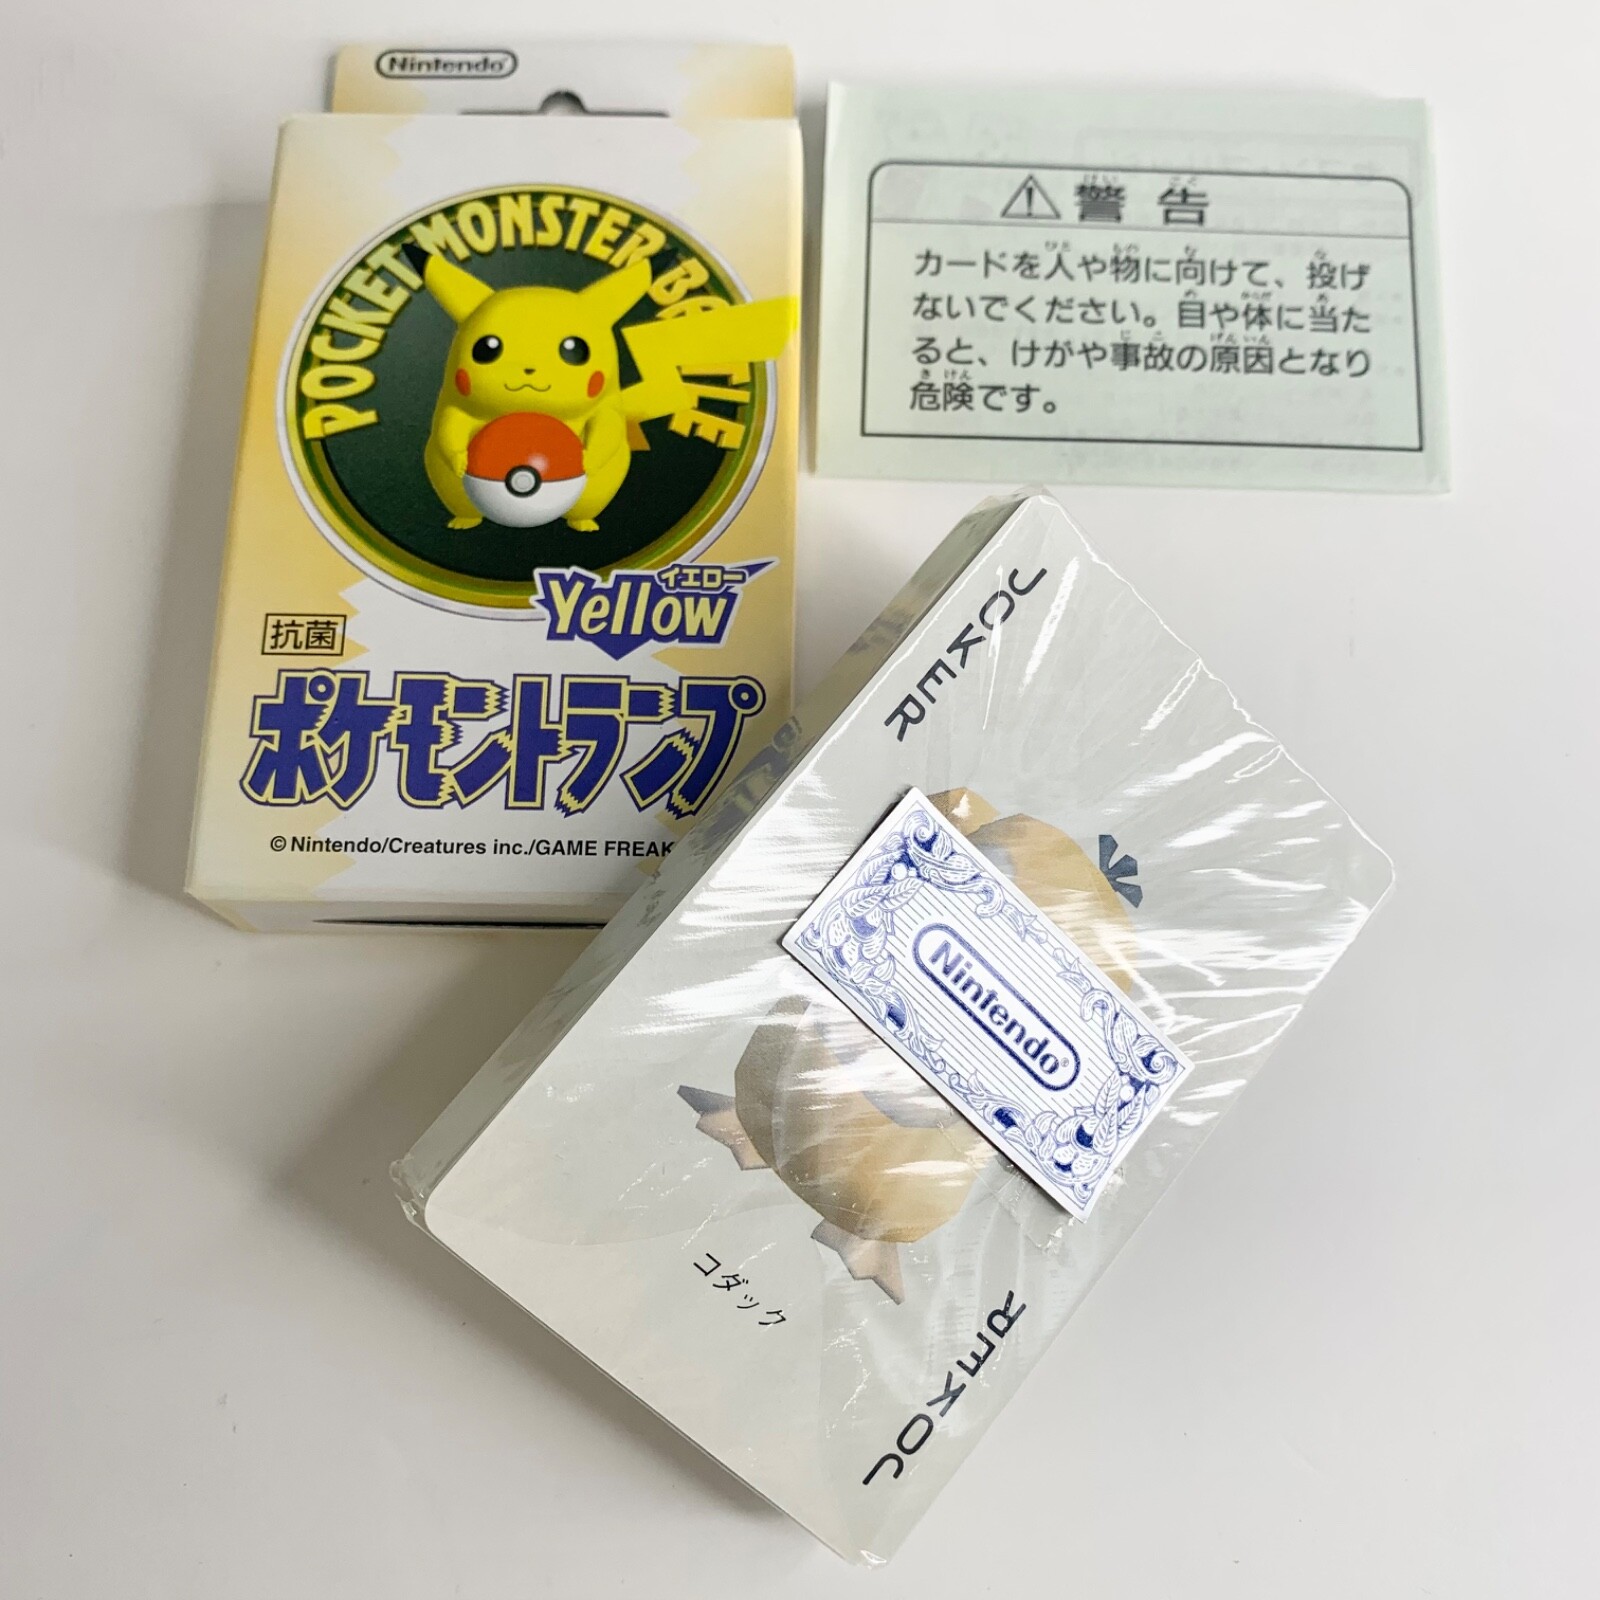 Nintendo
POCKET MONSTER BATTLE
イエロー
Yellow
抗菌
ポケモントランプ
©Nintendo/Creatures inc./GAME FREAK
警告
カードを人や物に向けて、投げ
ないでください。目や体に当た
ると、けがや事故の原因となり
危険です。
JOKER
Nintendo
コダック
JOKER